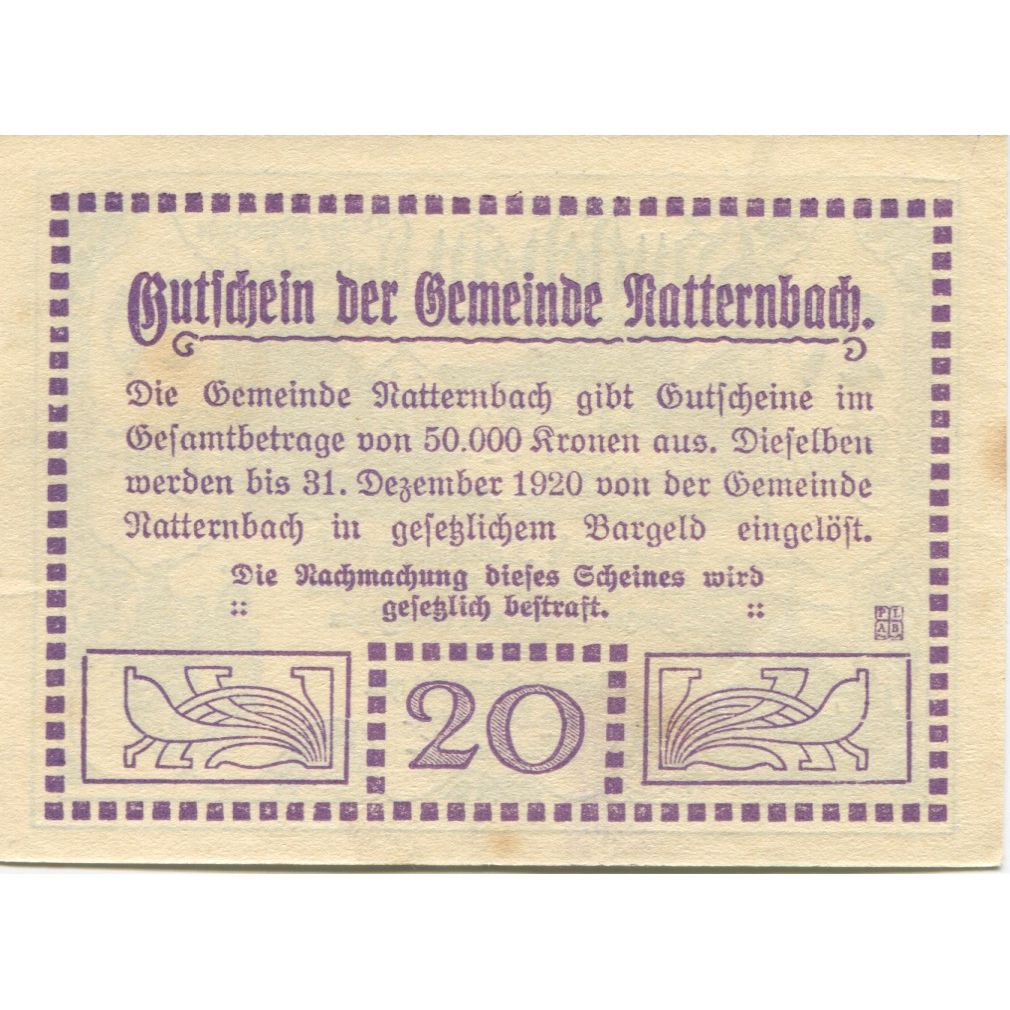 Gutschein der Gemeinde Natternbach.
Die Gemeinde Natternbach gibt Gutscheine im
Gesamtbetrage von 50.000 Kronen aus. Dieselben
werden bis 31. Dezember 1920 von der Gemeinde
Natternbach in gesetzlichem Bargeld eingelöst.
Die Nachmachung dieses Scheines wird
:: gesetzlich bestraft. ::
P L
A B
20